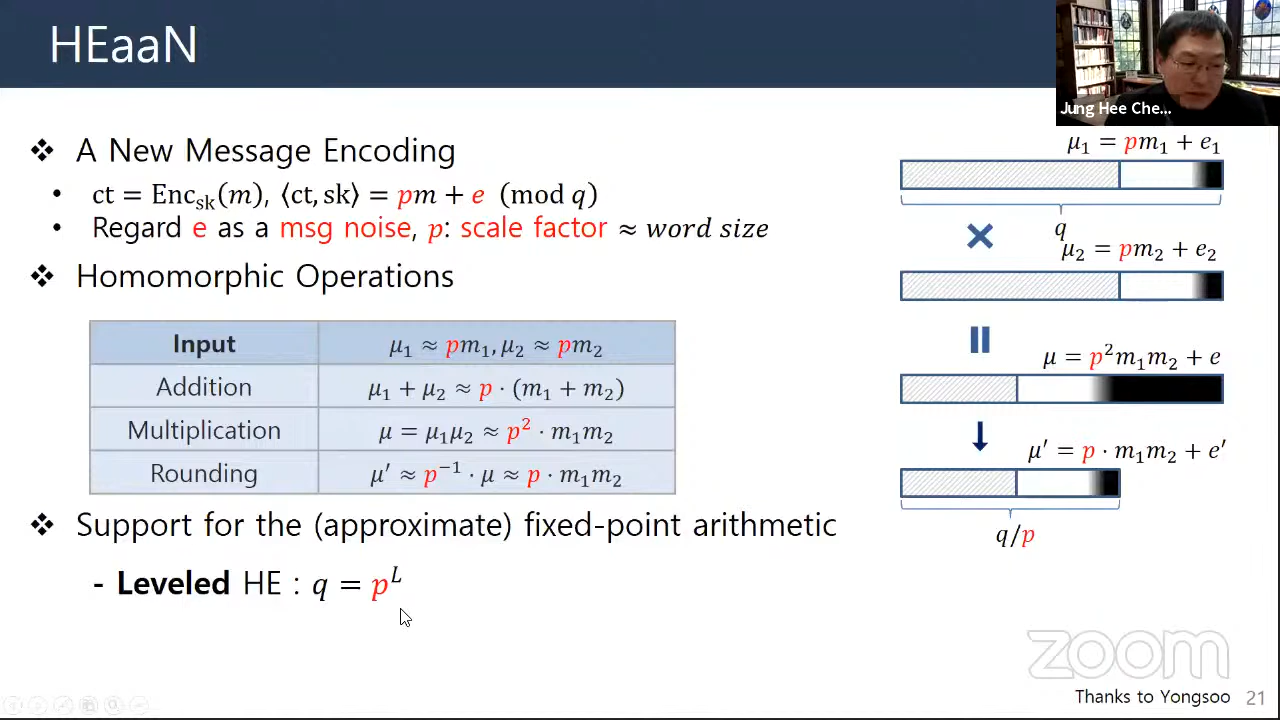 HEaaN
Jung Hee Che...
❖ A New Message Encoding
• ct = Enc_sk(m), ⟨ct, sk⟩ = pm + e (mod q)
• Regard e as a msg noise, p: scale factor ≈ word size
❖ Homomorphic Operations
Input μ₁ ≈ pm₁, μ₂ ≈ pm₂
Addition μ₁ + μ₂ ≈ p · (m₁ + m₂)
Multiplication μ = μ₁μ₂ ≈ p² · m₁m₂
Rounding μ′ ≈ p⁻¹ · μ ≈ p · m₁m₂
❖ Support for the (approximate) fixed-point arithmetic
- Leveled HE : q = p^L
μ₁ = pm₁ + e₁
q
×
μ₂ = pm₂ + e₂
μ = p²m₁m₂ + e
μ′ = p · m₁m₂ + e′
q/p
zoom
Thanks to Yongsoo 21